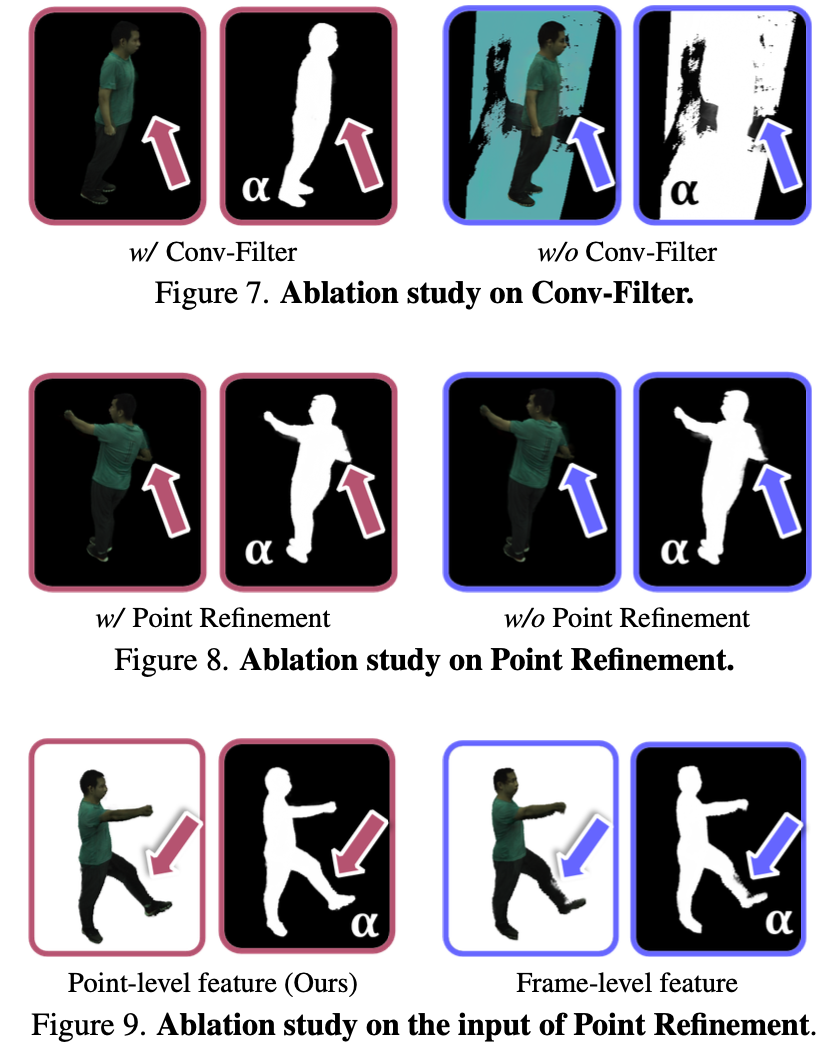 α
α
w/ Conv-Filter
w/o Conv-Filter
Figure 7. Ablation study on Conv-Filter.
α
α
w/ Point Refinement
w/o Point Refinement
Figure 8. Ablation study on Point Refinement.
α
α
Point-level feature (Ours)
Frame-level feature
Figure 9. Ablation study on the input of Point Refinement.